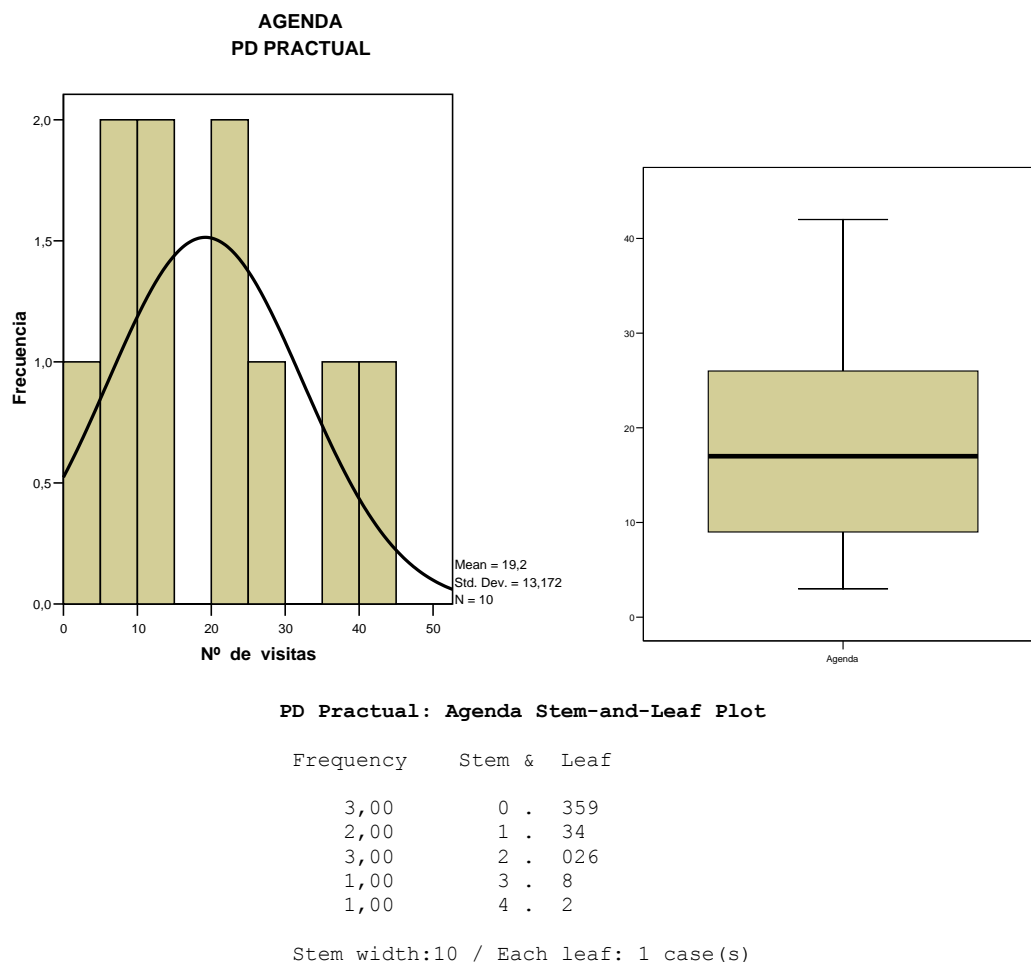 AGENDA
PD PRACTUAL
2,0
1,5
1,0
0,5
0,0
Frecuencia
0 10 20 30 40 50
Nº de visitas
Mean = 19,2
Std. Dev. = 13,172
N = 10
40
30
20
10
0
Agenda
PD Practual: Agenda Stem-and-Leaf Plot
Frequency Stem & Leaf
3,00 0 . 359
2,00 1 . 34
3,00 2 . 026
1,00 3 . 8
1,00 4 . 2
Stem width:10 / Each leaf: 1 case(s)